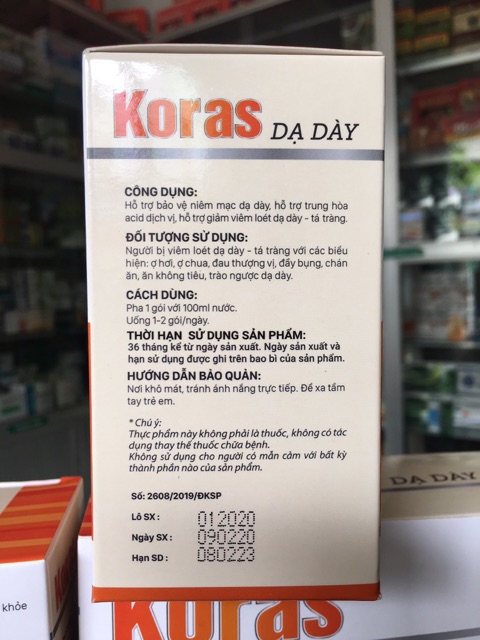 Koras DẠ DÀY
CÔNG DỤNG:
Hỗ trợ bảo vệ niêm mạc dạ dày, hỗ trợ trung hòa
acid dịch vị, hỗ trợ giảm viêm loét dạ dày - tá tràng.
ĐỐI TƯỢNG SỬ DỤNG:
Người bị viêm loét dạ dày - tá tràng với các biểu
hiện: ợ hơi, ợ chua, đau thượng vị, đầy bụng, chán
ăn, ăn không tiêu, trào ngược dạ dày.
CÁCH DÙNG:
Pha 1 gói với 100ml nước.
Uống 1-2 gói/ngày.
THỜI HẠN SỬ DỤNG SẢN PHẨM:
36 tháng kể từ ngày sản xuất. Ngày sản xuất và
hạn sử dụng được ghi trên bao bì của sản phẩm.
HƯỚNG DẪN BẢO QUẢN:
Nơi khô mát, tránh ánh nắng trực tiếp. Để xa tầm
tay trẻ em.
* Chú ý:
Thực phẩm này không phải là thuốc, không có tác
dụng thay thế thuốc chữa bệnh.
Không sử dụng cho người có mẫn cảm với bất kỳ
thành phần nào của sản phẩm.
Số: 2608/2019/ĐKSP
Lô SX : 012020
Ngày SX : 090220
Hạn SD : 080223
DẠ DÀY
khỏe
Koras